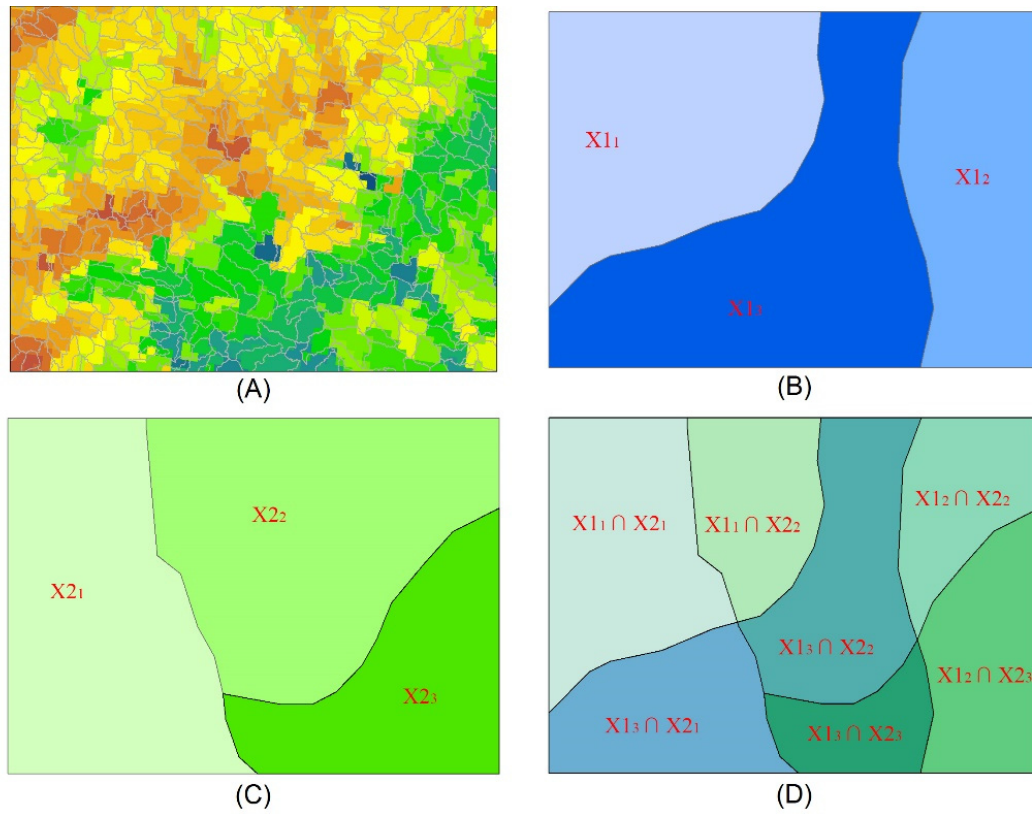 X1₁
X1₂
X1₃
(A)
(B)
X2₂
X2₁
X2₃
X1₁ ∩ X2₁
X1₁ ∩ X2₂
X1₂ ∩ X2₂
X1₃ ∩ X2₂
X1₂ ∩ X2₃
X1₃ ∩ X2₁
X1₃ ∩ X2₃
(C)
(D)